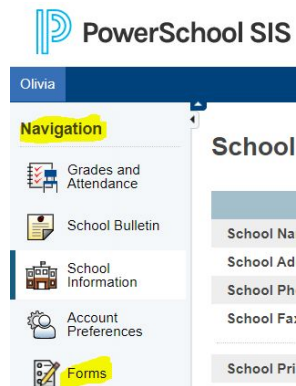 PowerSchool SIS
Olivia
Navigation
Grades and
Attendance
School Bulletin
School
Information
Account
Preferences
Forms
School
School Na
School Ad
School Ph
School Fa
School Pri